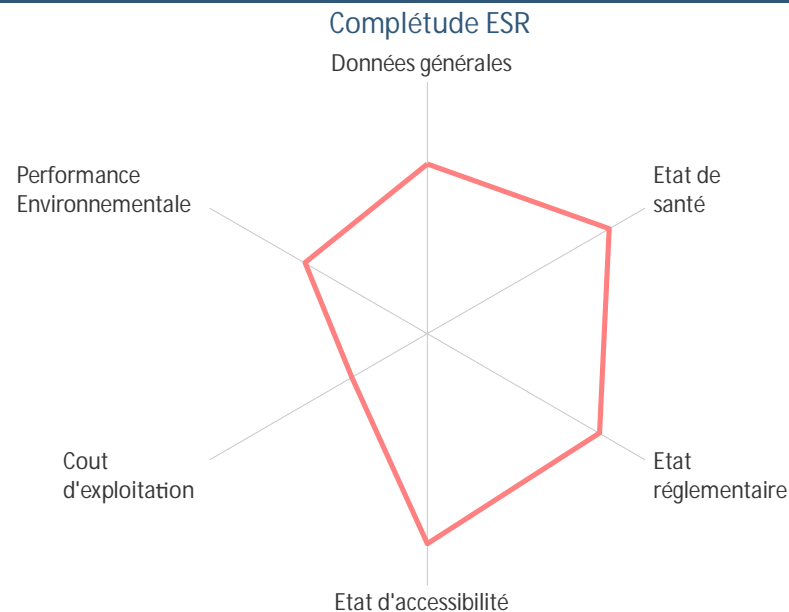 Complétude ESR
Données générales
Performance
Environnementale
Etat de
santé
Cout
d'exploitation
Etat
réglementaire
Etat d'accessibilité